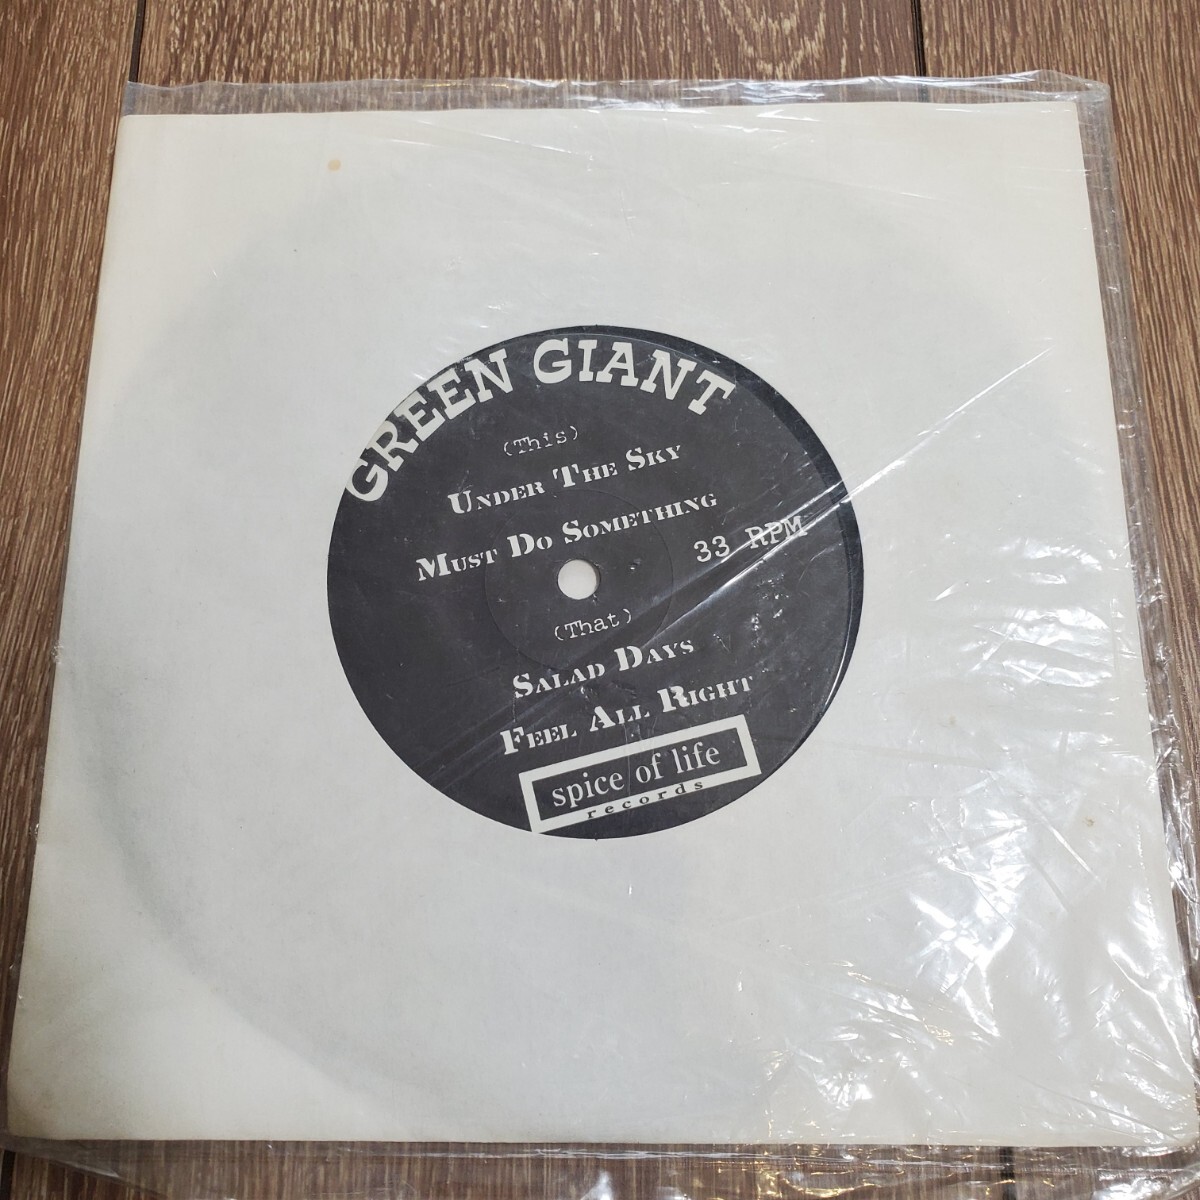 GREEN GIANT
(This)
UNDER THE SKY
MUST DO SOMETHING
33 RPM
(That)
SALAD DAYS
FEEL ALL RIGHT
spice of life
records